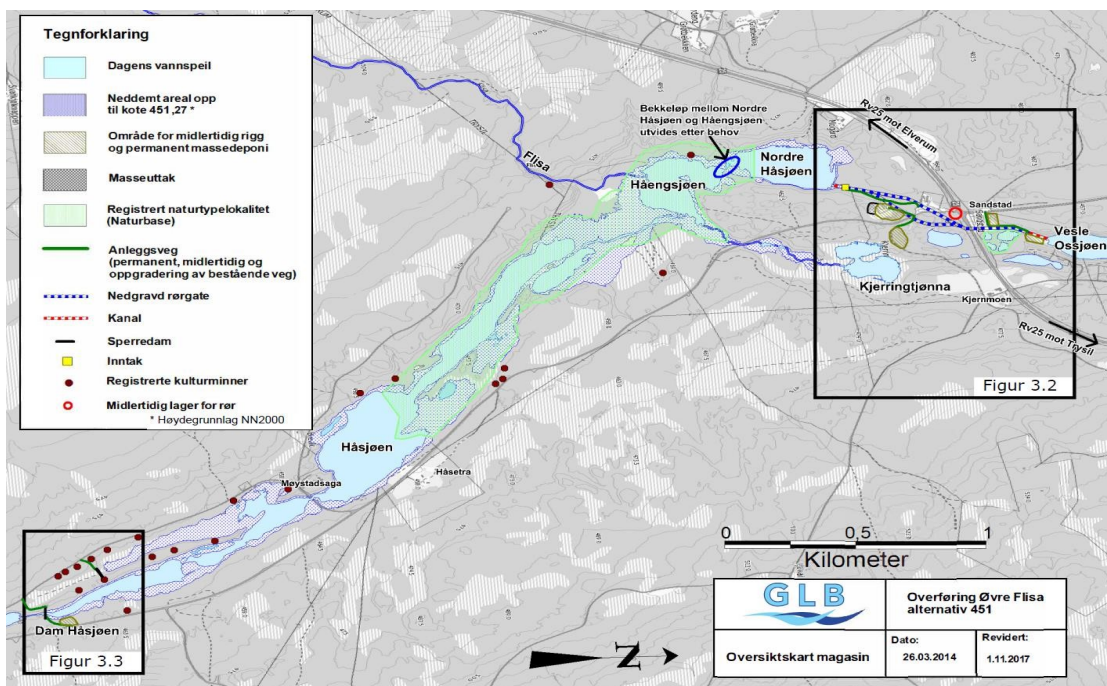 Tegnforklaring
Dagens vannspeil
Neddemt areal opp
til kote 451,27 *
Område for midlertidig rigg
og permanent massedeponi
Masseuttak
Registrert naturtypelokalitet
(Naturbase)
Anleggsveg
(permanent, midlertidig og
oppgradering av bestående veg)
Nedgravd rørgate
Kanal
Sperredam
Inntak
Registrerte kulturminner
Midlertidig lager for rør
* Høydegrunnlag NN2000
Flisa
Bekkeløp mellom Nordre
Håsjøen og Håengsjøen
utvides etter behov
Håengsjøen
Nordre
Håsjøen
Rv25 mot Elverum
Sandstad
Vesle
Ossjøen
Kjerringtjønna
Kjernmoen
Rv25 mot Trysil
Figur 3.2
Håsjøen
Håsetra
Møystadsaga
Dam Håsjøen
Figur 3.3
0
0,5
1
Kilometer
N
GLB
Overføring Øvre Flisa
alternativ 451
Oversiktskart magasin
Dato:
26.03.2014
Revidert:
1.11.2017